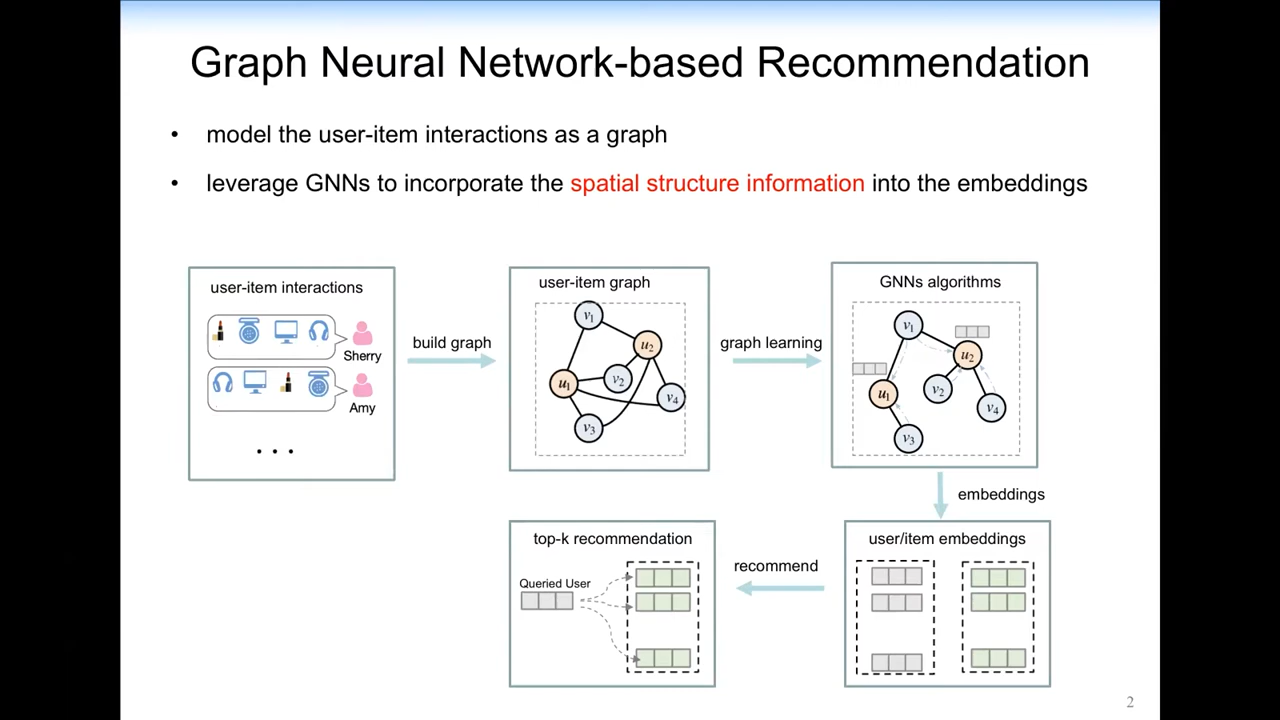 Graph Neural Network-based Recommendation
• model the user-item interactions as a graph
• leverage GNNs to incorporate the spatial structure information into the embeddings
user-item interactions
Sherry
Amy
• • •
build graph
user-item graph
v1
u2
v2
u1
v4
v3
graph learning
GNNs algorithms
v1
u2
v2
u1
v4
v3
embeddings
user/item embeddings
recommend
top-k recommendation
Queried User
2